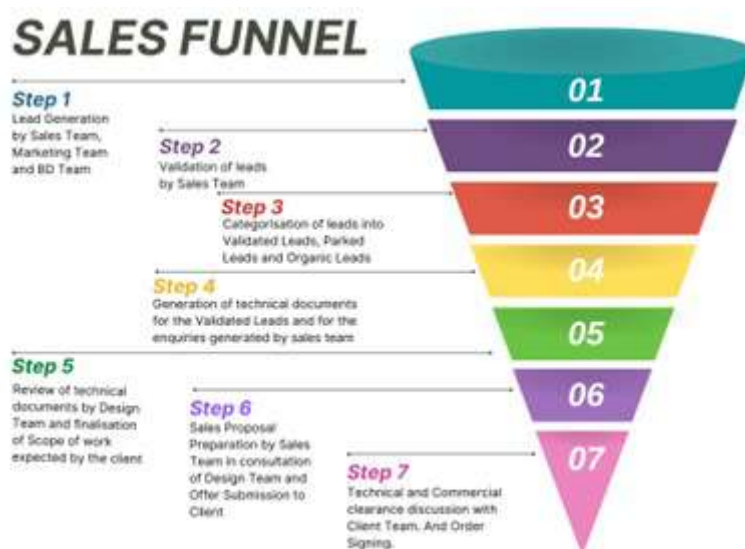 SALES FUNNEL
Step 1
Lead Generation
by Sales Team,
Marketing Team
and BD Team
Step 2
Validation of leads
by Sales Team
Step 3
Categorisation of leads into
Validated Leads, Parked
Leads and Organic Leads
Step 4
Generation of technical documents
for the Validated Leads and for the
enquiries generated by sales team
Step 5
Review of technical
documents by Design
Team and finalisation
of Scope of work
expected by the client
Step 6
Sales Proposal
Preparation by Sales
Team in consultation
of Design Team and
Offer Submission to
Client
Step 7
Technical and Commercial
clearance discussion with
Client Team. And Order
Signing.
01
02
03
04
05
06
07